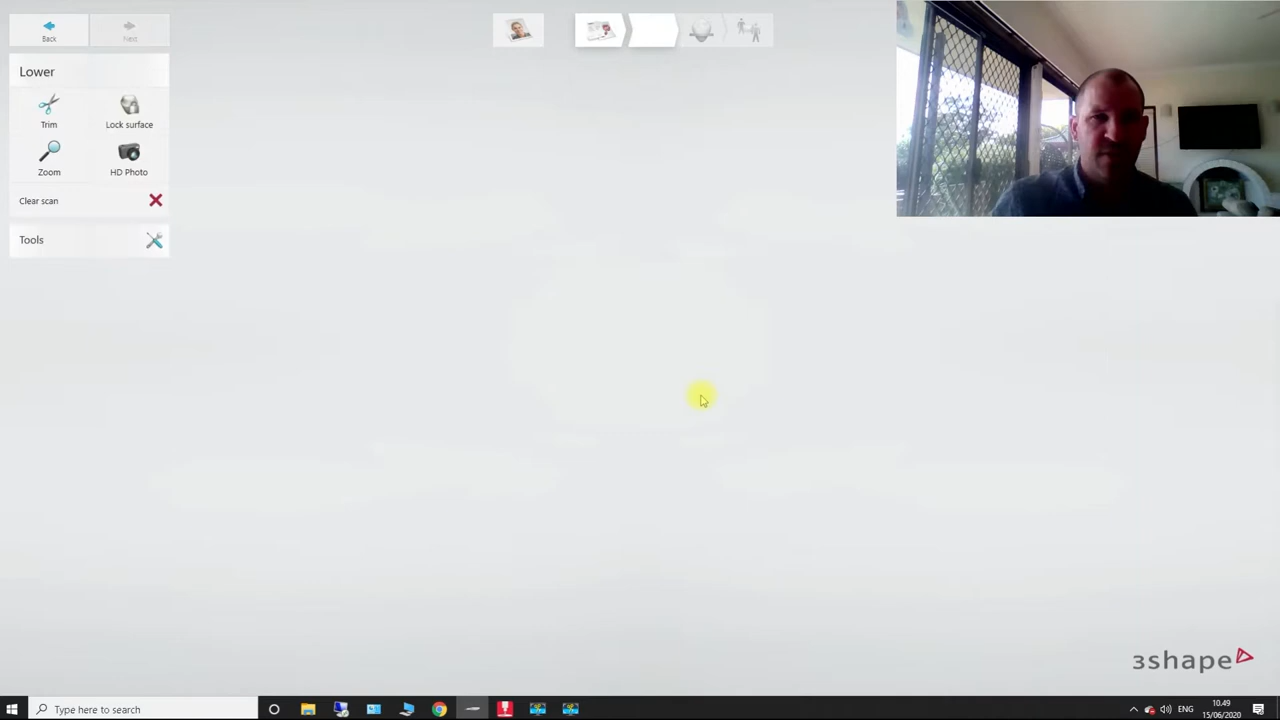 Back
Next
Lower
Trim
Lock surface
Zoom
HD Photo
Clear scan
Tools
3shape
Type here to search
ENG
10.49
15/06/2020